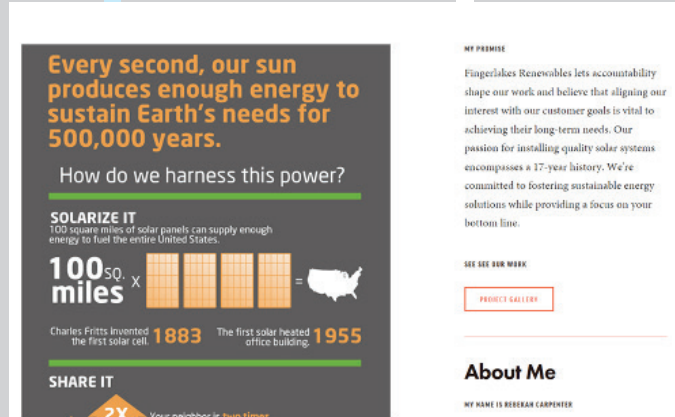 Every second, our sun
produces enough energy to
sustain Earth's needs for
500,000 years.
How do we harness this power?
SOLARIZE IT
100 square miles of solar panels can supply enough
energy to fuel the entire United States.
100 SQ.
miles
x
=
Charles Fritts invented
the first solar cell.
1883
The first solar heated
office building.
1955
SHARE IT
2X
Your neighbor is two times
MY PROMISE
Fingerlakes Renewables lets accountability
shape our work and believe that aligning our
interest with our customer goals is vital to
achieving their long-term needs. Our
passion for installing quality solar systems
encompasses a 17-year history. We're
committed to fostering sustainable energy
solutions while providing a focus on your
bottom line.
SEE SEE OUR WORK
PROJECT GALLERY
About Me
MY NAME IS REBEKAH CARPENTER